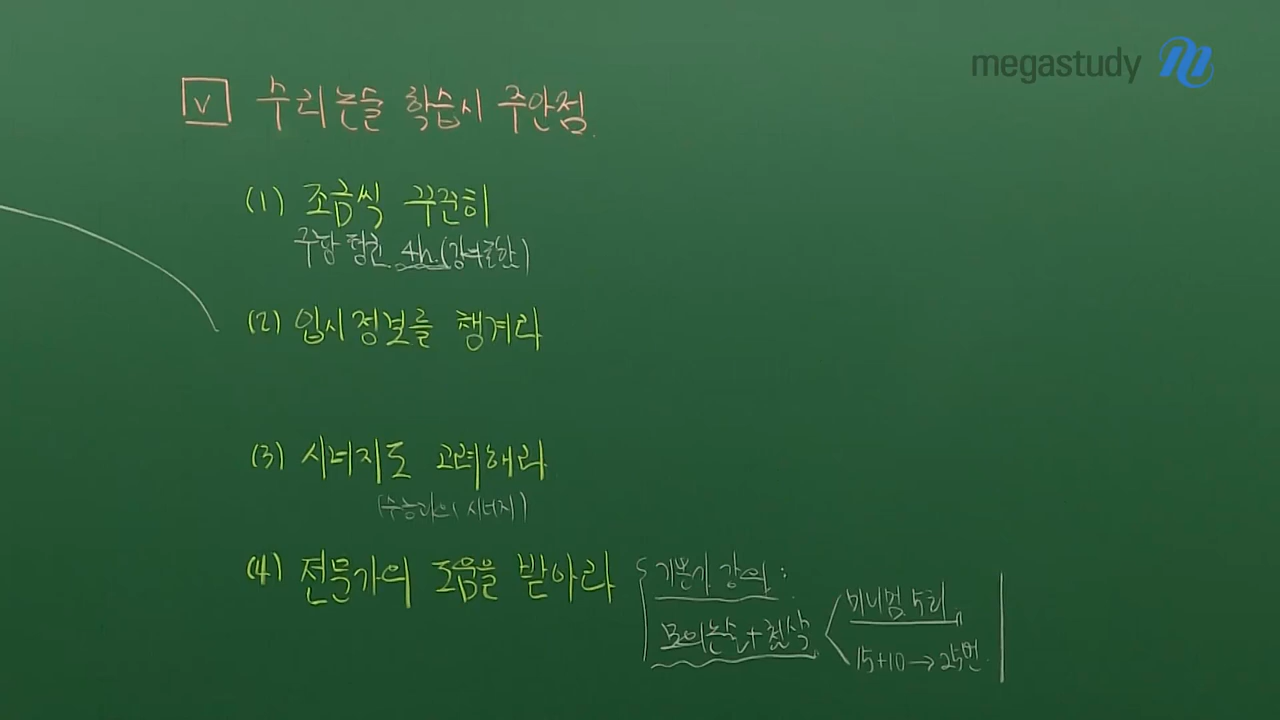 megastudy
V 수리논술 학습시 주안점.
(1) 조금씩 꾸준히
주당 평균 4h. (강의포함)
(2) 입시정보를 챙겨라
(3) 시너지도 고려해라
(수능과의 시너지)
(4) 전문가의 도움을 받아라
기본기 강의 :
모의논술 + 첨삭
미니멈 5회
15+10 → 25번